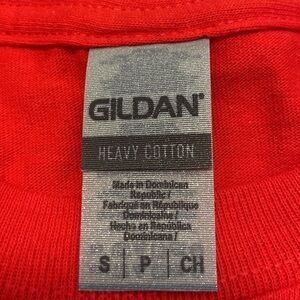 GILDAN®
HEAVY COTTON
Made in Dominican
Republic /
Fabriqué en République
Dominicaine /
Hecho en República
Dominicana /
S | P | CH